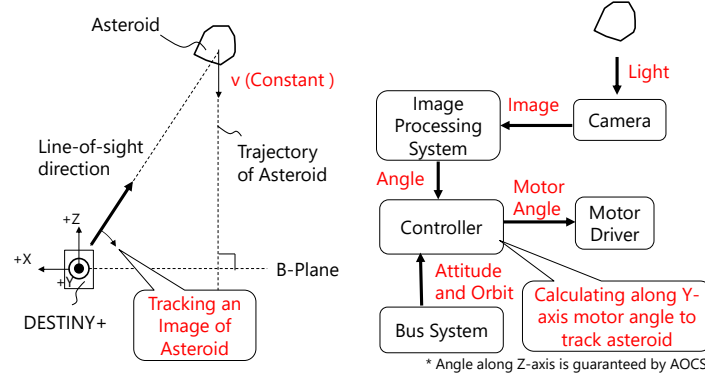 Asteroid
v (Constant )
Line-of-sight
direction
Trajectory
of Asteroid
+Z
+X
+Y
B-Plane
DESTINY+
Tracking an
Image of
Asteroid
Light
Image
Image
Processing
System
Camera
Angle
Motor
Angle
Controller
Motor
Driver
Attitude
and Orbit
Bus System
Calculating along Y-
axis motor angle to
track asteroid
* Angle along Z-axis is guaranteed by AOCS